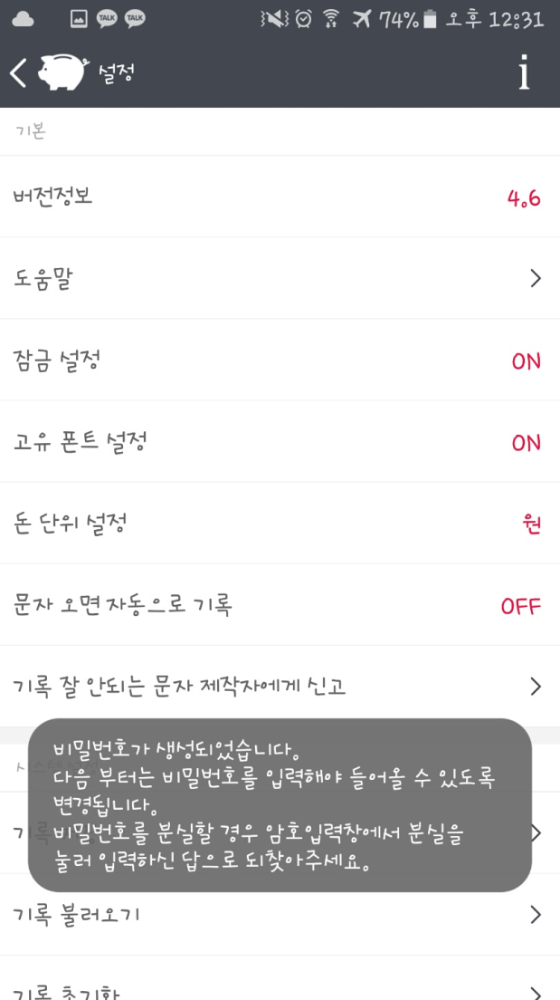 TALK TALK 74% 오후 12:31
설정 i
기본
버전정보 4.6
도움말
잠금 설정 ON
고유 폰트 설정 ON
돈 단위 설정 원
문자 오면 자동으로 기록 OFF
기록 잘 안되는 문자 제작자에게 신고
비밀번호가 생성되었습니다.
다음 부터는 비밀번호를 입력해야 들어올 수 있도록
변경됩니다.
비밀번호를 분실할 경우 암호입력창에서 분실을
눌러 입력하신 답으로 되찾아주세요.
기록 불러오기
기록 초기화